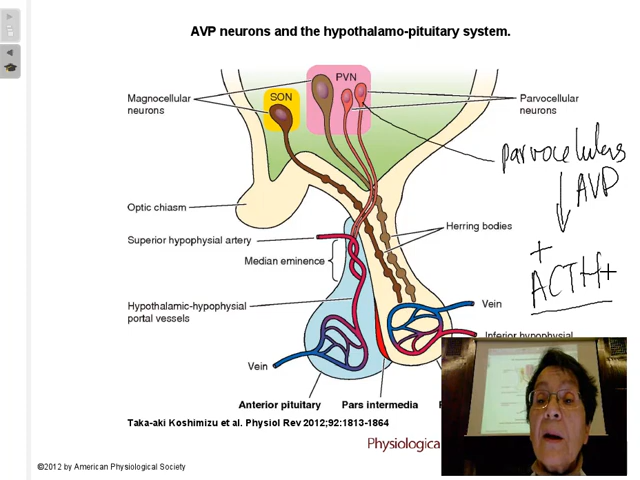 AVP neurons and the hypothalamo-pituitary system.
PVN
SON
Magnocellular
neurons
Parvocellular
neurons
parvocelulares
AVP
+
ACTH+
Optic chiasm
Herring bodies
Superior hypophysial artery
Median eminence
Hypothalamic-hypophysial
portal vessels
Vein
Inferior hypophysial
Vein
Anterior pituitary
Pars intermedia
Taka-aki Koshimizu et al. Physiol Rev 2012;92:1813-1864
Physiologica
©2012 by American Physiological Society